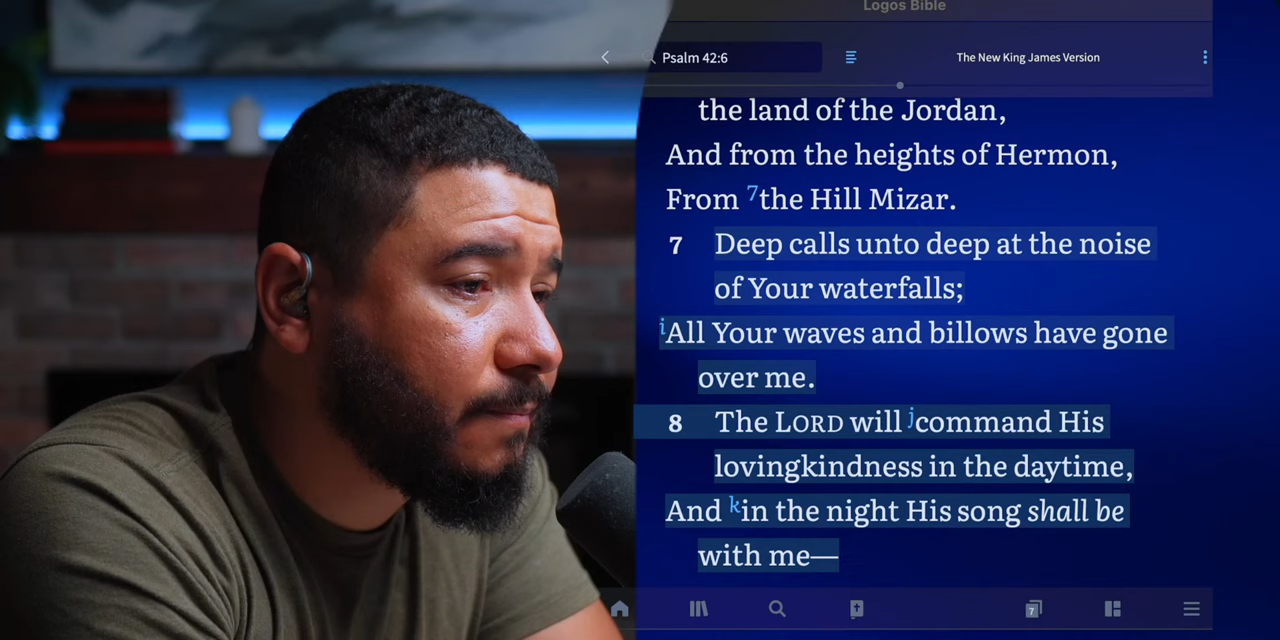 Logos Bible
Psalm 42:6
The New King James Version
the land of the Jordan,
And from the heights of Hermon,
From 7the Hill Mizar.
7 Deep calls unto deep at the noise
of Your waterfalls;
iAll Your waves and billows have gone
over me.
8 The LORD will jcommand His
lovingkindness in the daytime,
And kin the night His song shall be
with me—
7